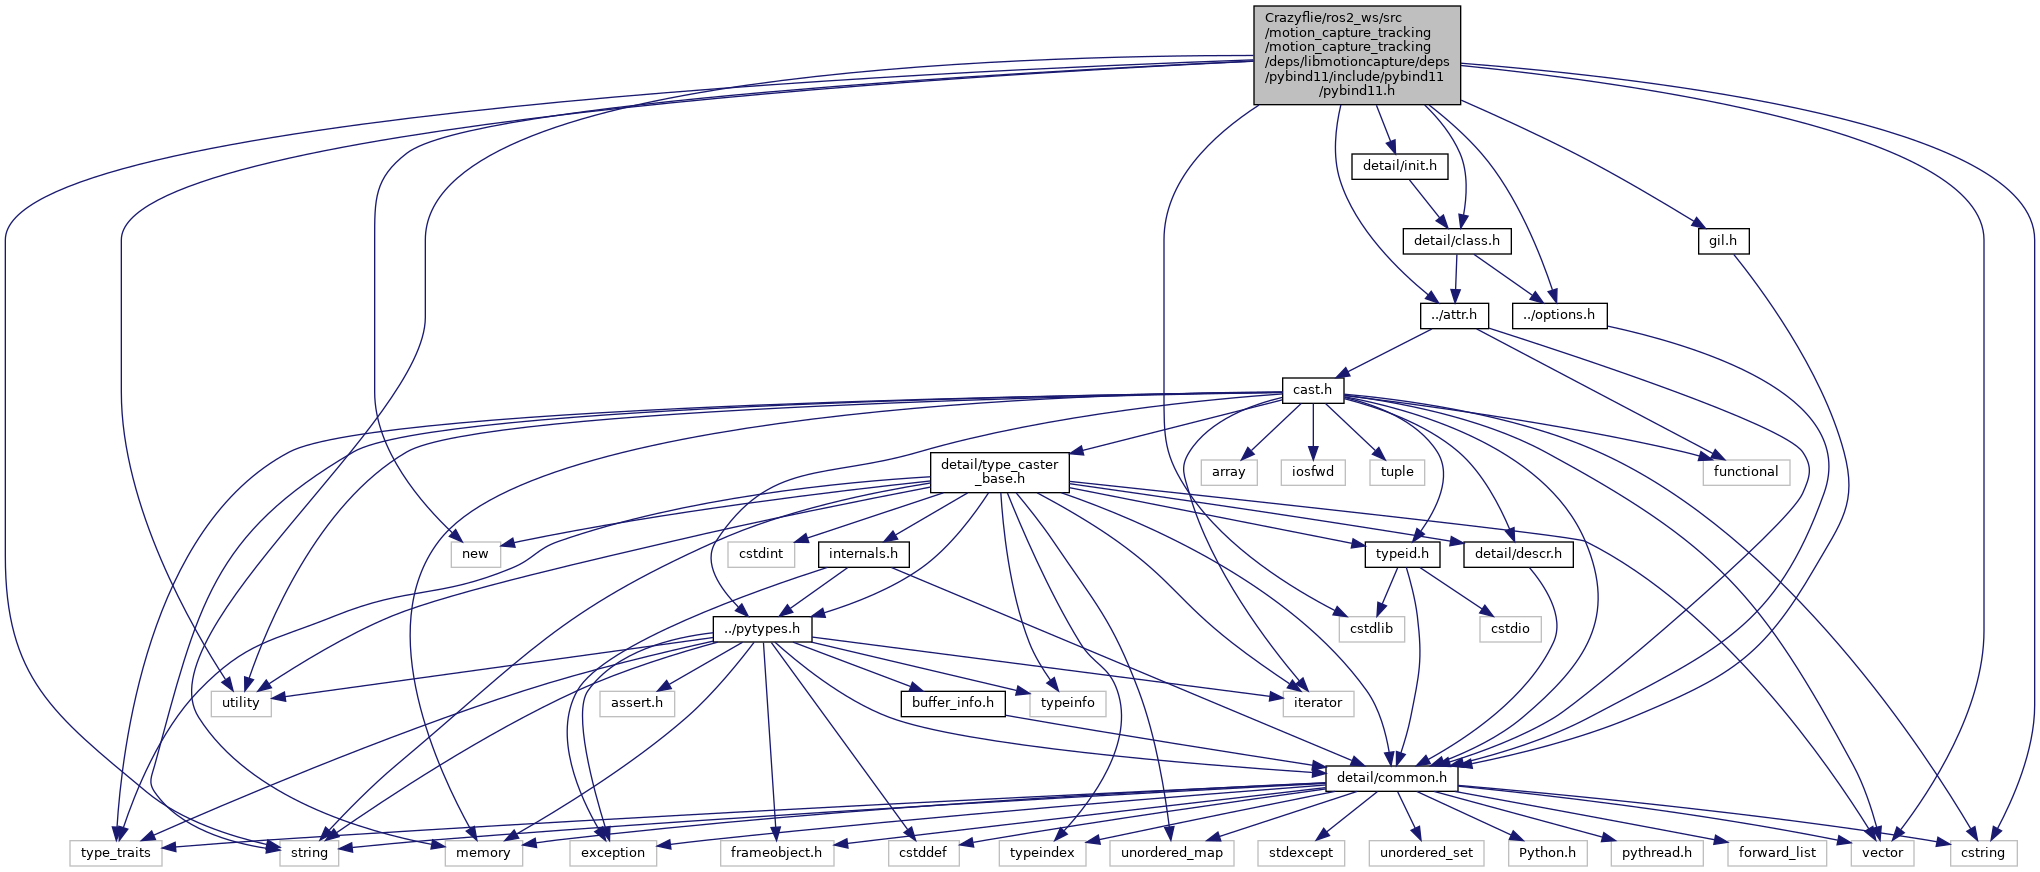 Crazyflie/ros2_ws/src
/motion_capture_tracking
/motion_capture_tracking
/deps/libmotioncapture/deps
/pybind11/include/pybind11
/pybind11.h
detail/init.h
detail/class.h
gil.h
../attr.h
../options.h
cast.h
detail/type_caster
_base.h
array
iosfwd
tuple
functional
new
cstdint
internals.h
typeid.h
detail/descr.h
../pytypes.h
cstdlib
cstdio
utility
assert.h
buffer_info.h
typeinfo
iterator
detail/common.h
type_traits
string
memory
exception
frameobject.h
cstddef
typeindex
unordered_map
stdexcept
unordered_set
Python.h
pythread.h
forward_list
vector
cstring